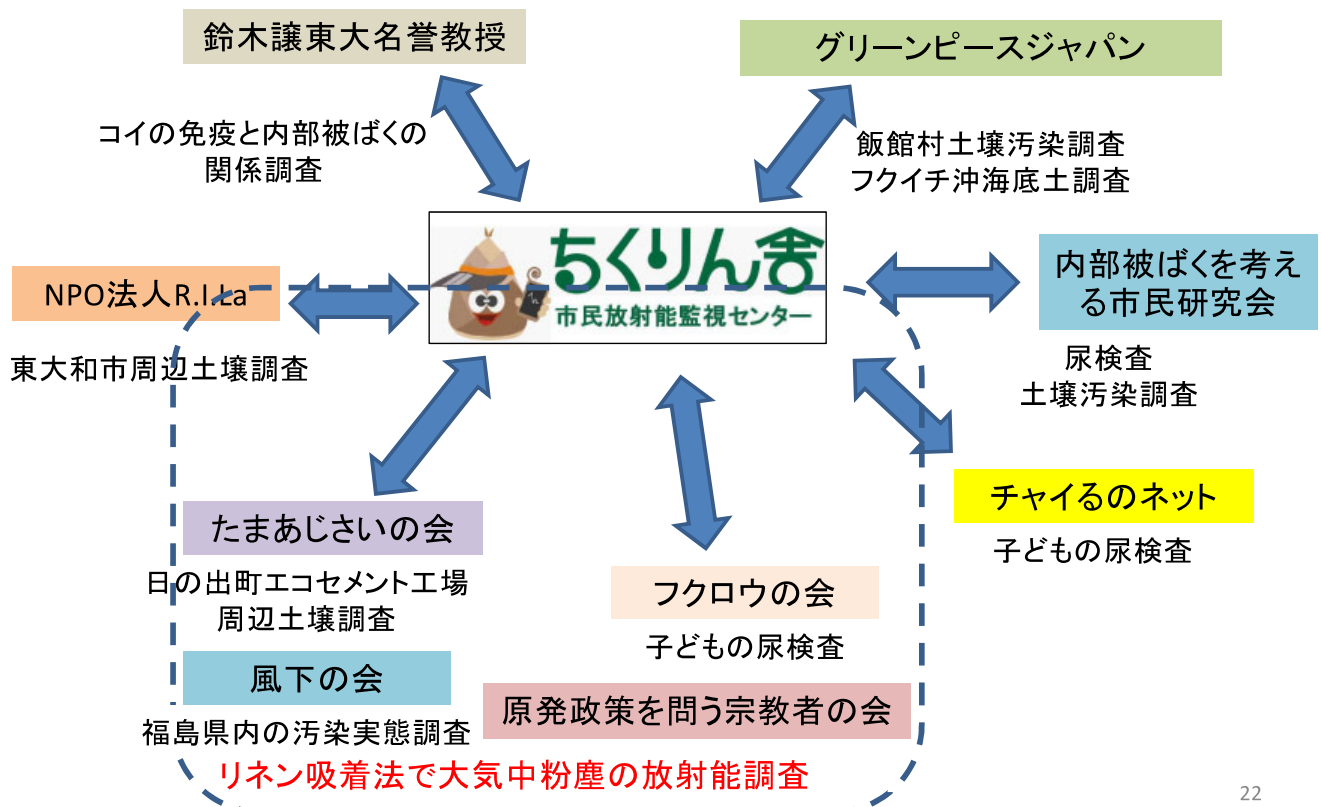 鈴木譲東大名誉教授
グリーンピースジャパン
コイの免疫と内部被ばくの
関係調査
飯館村土壌汚染調査
フクイチ沖海底土調査
ちくりん舎
市民放射能監視センター
NPO法人R.I.La
東大和市周辺土壌調査
内部被ばくを考え
る市民研究会
尿検査
土壌汚染調査
チャイるのネット
子どもの尿検査
たまあじさいの会
日の出町エコセメント工場
周辺土壌調査
フクロウの会
子どもの尿検査
風下の会
福島県内の汚染実態調査
原発政策を問う宗教者の会
リネン吸着法で大気中粉塵の放射能調査
22